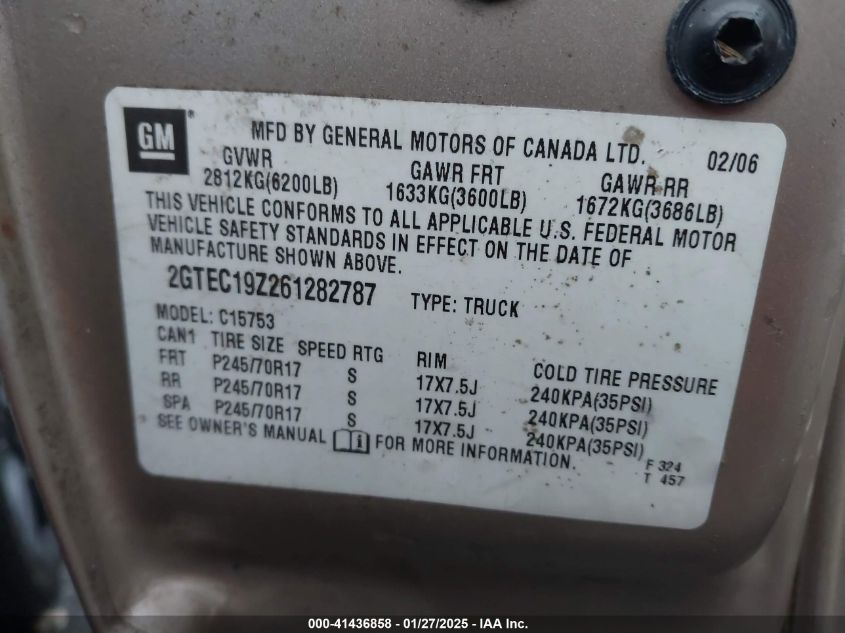 GM ®
MFD BY GENERAL MOTORS OF CANADA LTD. 02/06
GVWR GAWR FRT GAWR RR
2812KG(6200LB) 1633KG(3600LB) 1672KG(3686LB)
THIS VEHICLE CONFORMS TO ALL APPLICABLE U.S. FEDERAL MOTOR
VEHICLE SAFETY STANDARDS IN EFFECT ON THE DATE OF
MANUFACTURE SHOWN ABOVE.
2GTEC19Z261282787 TYPE: TRUCK
MODEL: C15753
CAN1 TIRE SIZE SPEED RTG RIM COLD TIRE PRESSURE
FRT P245/70R17 S 17X7.5J 240KPA(35PSI)
RR P245/70R17 S 17X7.5J 240KPA(35PSI)
SPA P245/70R17 S 17X7.5J 240KPA(35PSI)
SEE OWNER'S MANUAL i FOR MORE INFORMATION.
F 324
T 457
000-41436858 - 01/27/2025 - IAA Inc.